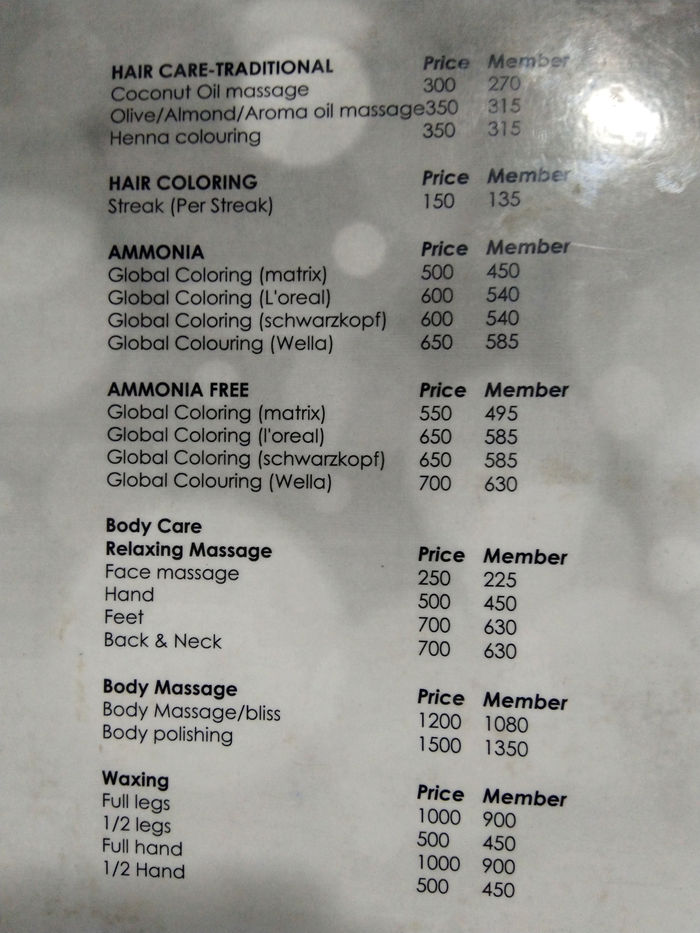 HAIR CARE-TRADITIONAL Price Member
Coconut Oil massage 300 270
Olive/Almond/Aroma oil massage350 315
Henna colouring 350 315
HAIR COLORING Price Member
Streak (Per Streak) 150 135
AMMONIA Price Member
Global Coloring (matrix) 500 450
Global Coloring (L'oreal) 600 540
Global Coloring (schwarzkopf) 600 540
Global Colouring (Wella) 650 585
AMMONIA FREE Price Member
Global Coloring (matrix) 550 495
Global Coloring (l'oreal) 650 585
Global Coloring (schwarzkopf) 650 585
Global Colouring (Wella) 700 630
Body Care
Relaxing Massage Price Member
Face massage 250 225
Hand 500 450
Feet 700 630
Back & Neck 700 630
Body Massage Price Member
Body Massage/bliss 1200 1080
Body polishing 1500 1350
Waxing Price Member
Full legs 1000 900
1/2 legs 500 450
Full hand 1000 900
1/2 Hand 500 450